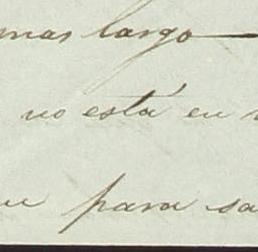 mas largo
no está en
para sa